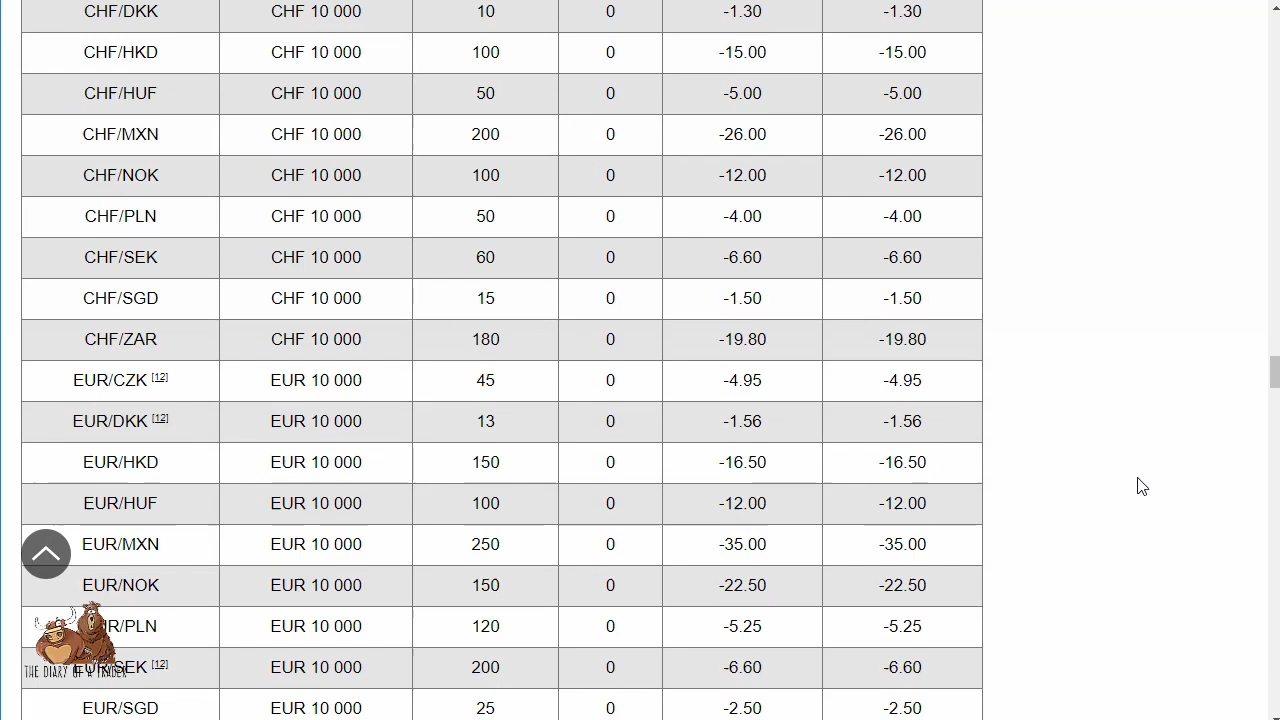 CHF/DKK CHF 10 000 10 0 -1.30 -1.30
CHF/HKD CHF 10 000 100 0 -15.00 -15.00
CHF/HUF CHF 10 000 50 0 -5.00 -5.00
CHF/MXN CHF 10 000 200 0 -26.00 -26.00
CHF/NOK CHF 10 000 100 0 -12.00 -12.00
CHF/PLN CHF 10 000 50 0 -4.00 -4.00
CHF/SEK CHF 10 000 60 0 -6.60 -6.60
CHF/SGD CHF 10 000 15 0 -1.50 -1.50
CHF/ZAR CHF 10 000 180 0 -19.80 -19.80
EUR/CZK [12] EUR 10 000 45 0 -4.95 -4.95
EUR/DKK [12] EUR 10 000 13 0 -1.56 -1.56
EUR/HKD EUR 10 000 150 0 -16.50 -16.50
EUR/HUF EUR 10 000 100 0 -12.00 -12.00
EUR/MXN EUR 10 000 250 0 -35.00 -35.00
EUR/NOK EUR 10 000 150 0 -22.50 -22.50
R/PLN EUR 10 000 120 0 -5.25 -5.25
EUR/SEK [12] EUR 10 000 200 0 -6.60 -6.60
THE DIARY OF A TRADER
EUR/SGD EUR 10 000 25 0 -2.50 -2.50